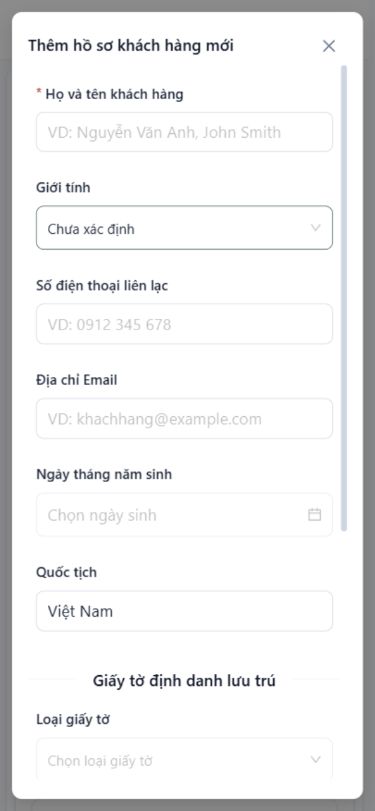 Thêm hồ sơ khách hàng mới
* Họ và tên khách hàng
VD: Nguyễn Văn Anh, John Smith
Giới tính
Chưa xác định
Số điện thoại liên lạc
VD: 0912 345 678
Địa chỉ Email
VD: khachhang@example.com
Ngày tháng năm sinh
Chọn ngày sinh
Quốc tịch
Việt Nam
Giấy tờ định danh lưu trú
Loại giấy tờ
Chọn loại giấy tờ